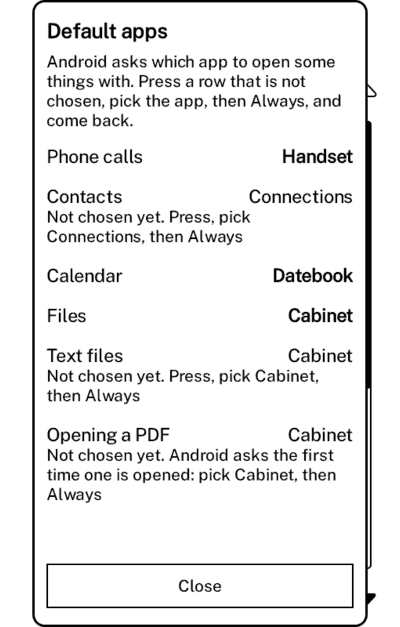 Default apps
Android asks which app to open some
things with. Press a row that is not
chosen, pick the app, then Always, and
come back.
Phone calls Handset
Contacts Connections
Not chosen yet. Press, pick
Connections, then Always
Calendar Datebook
Files Cabinet
Text files Cabinet
Not chosen yet. Press, pick Cabinet,
then Always
Opening a PDF Cabinet
Not chosen yet. Android asks the first
time one is opened: pick Cabinet, then
Always
Close